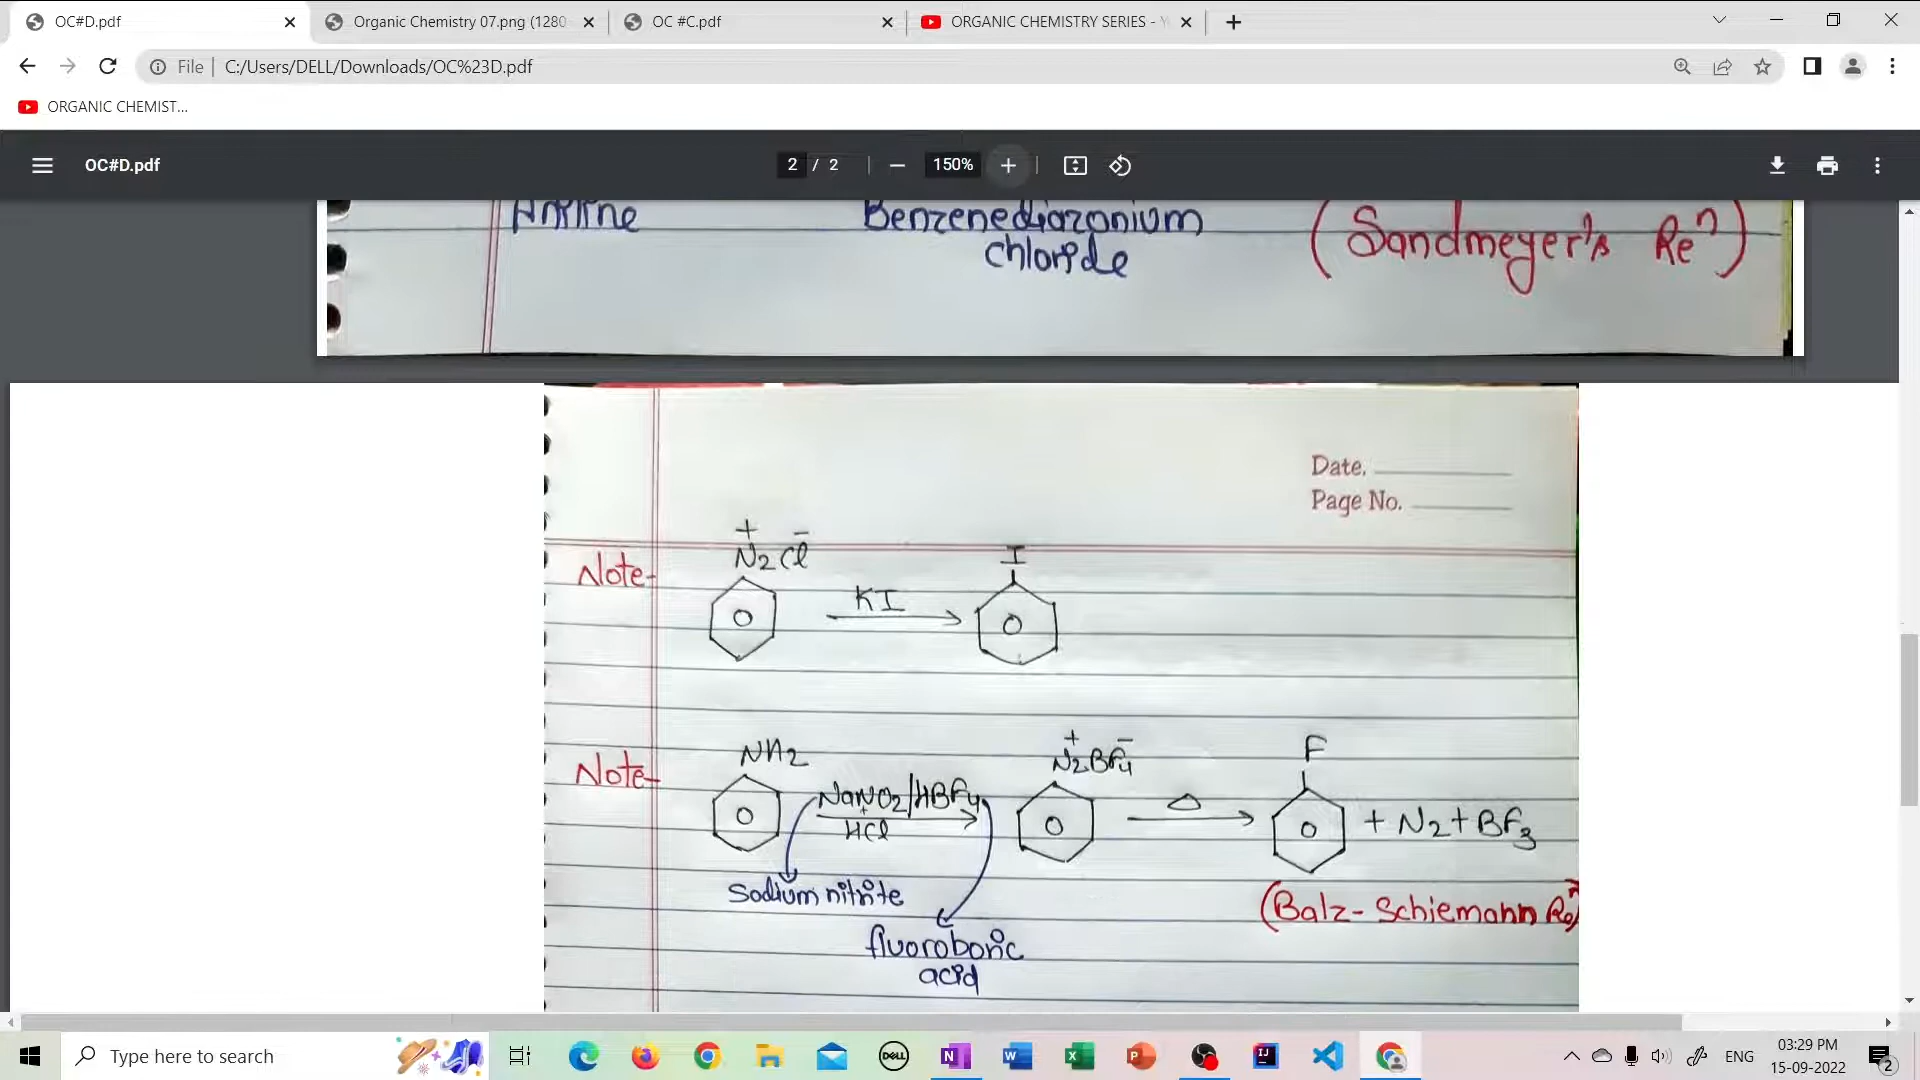 OC#D.pdf
Organic Chemistry 07.png (1280
OC #C.pdf
ORGANIC CHEMISTRY SERIES - Y
File
C:/Users/DELL/Downloads/OC%23D.pdf
ORGANIC CHEMIST...
OC#D.pdf
2 / 2
150%
Aniline
Benzenediazonium
chloride
(Sandmeyer's Reⁿ)
Date.
Page No.
Note-
N₂⁺Cl⁻
KI
I
Note-
NH₂
NaNO₂/HBF₄
+
HCl
N₂⁺BF₄⁻
△
F
+ N₂ + BF₃
Sodium nitrite
fluoroboric
acid
(Balz-Schiemann Reⁿ)
Type here to search
DELL
ENG
03:29 PM
15-09-2022
2